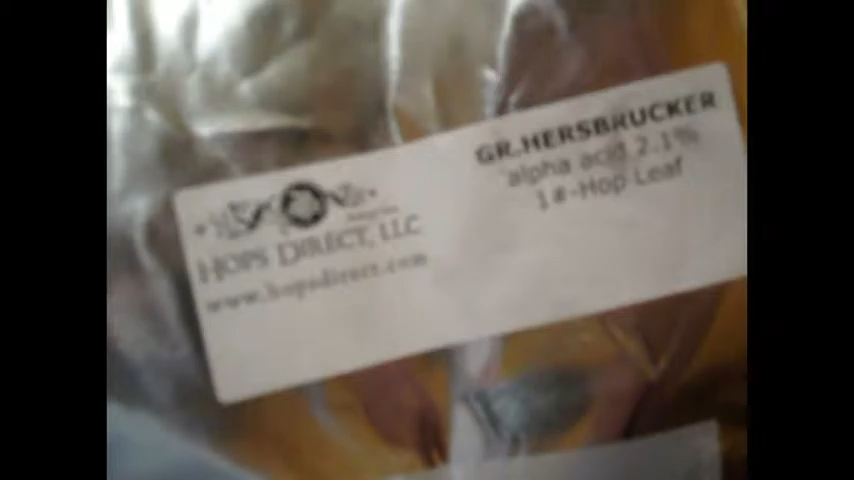 HOPS DIRECT, LLC
www.hopsdirect.com
GR.HERSBRUCKER
alpha acid 2.1%
1#-Hop Leaf